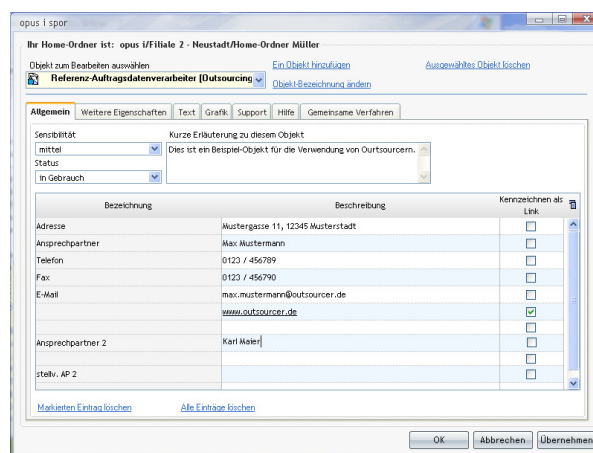 opus i spor
Ihr Home-Ordner ist: opus i/Filiale 2 - Neustadt/Home-Ordner Müller
Objekt zum Bearbeiten auswählen
Ein Objekt hinzufügen
Ausgewähltes Objekt löschen
Referenz-Auftragsdatenverarbeiter (Outsourcing
Objekt-Bezeichnung ändern
Allgemein Weitere Eigenschaften Text Grafik Support Hilfe Gemeinsame Verfahren
Sensibilität
Kurze Erläuterung zu diesem Objekt
mittel
Dies ist ein Beispiel-Objekt für die Verwendung von Ourtsourcern.
Status
in Gebrauch
Bezeichnung Beschreibung Kennzeichnen als
Link
Adresse Mustergasse 11, 12345 Musterstadt
Ansprechpartner Max Mustermann
Telefon 0123 / 456789
Fax 0123 / 456790
E-Mail max.mustermann@outsourcer.de
www.outsourcer.de
Ansprechpartner 2 Karl Maier
stellv. AP 2
Markierten Eintrag löschen Alle Einträge löschen
OK Abbrechen Übernehmen